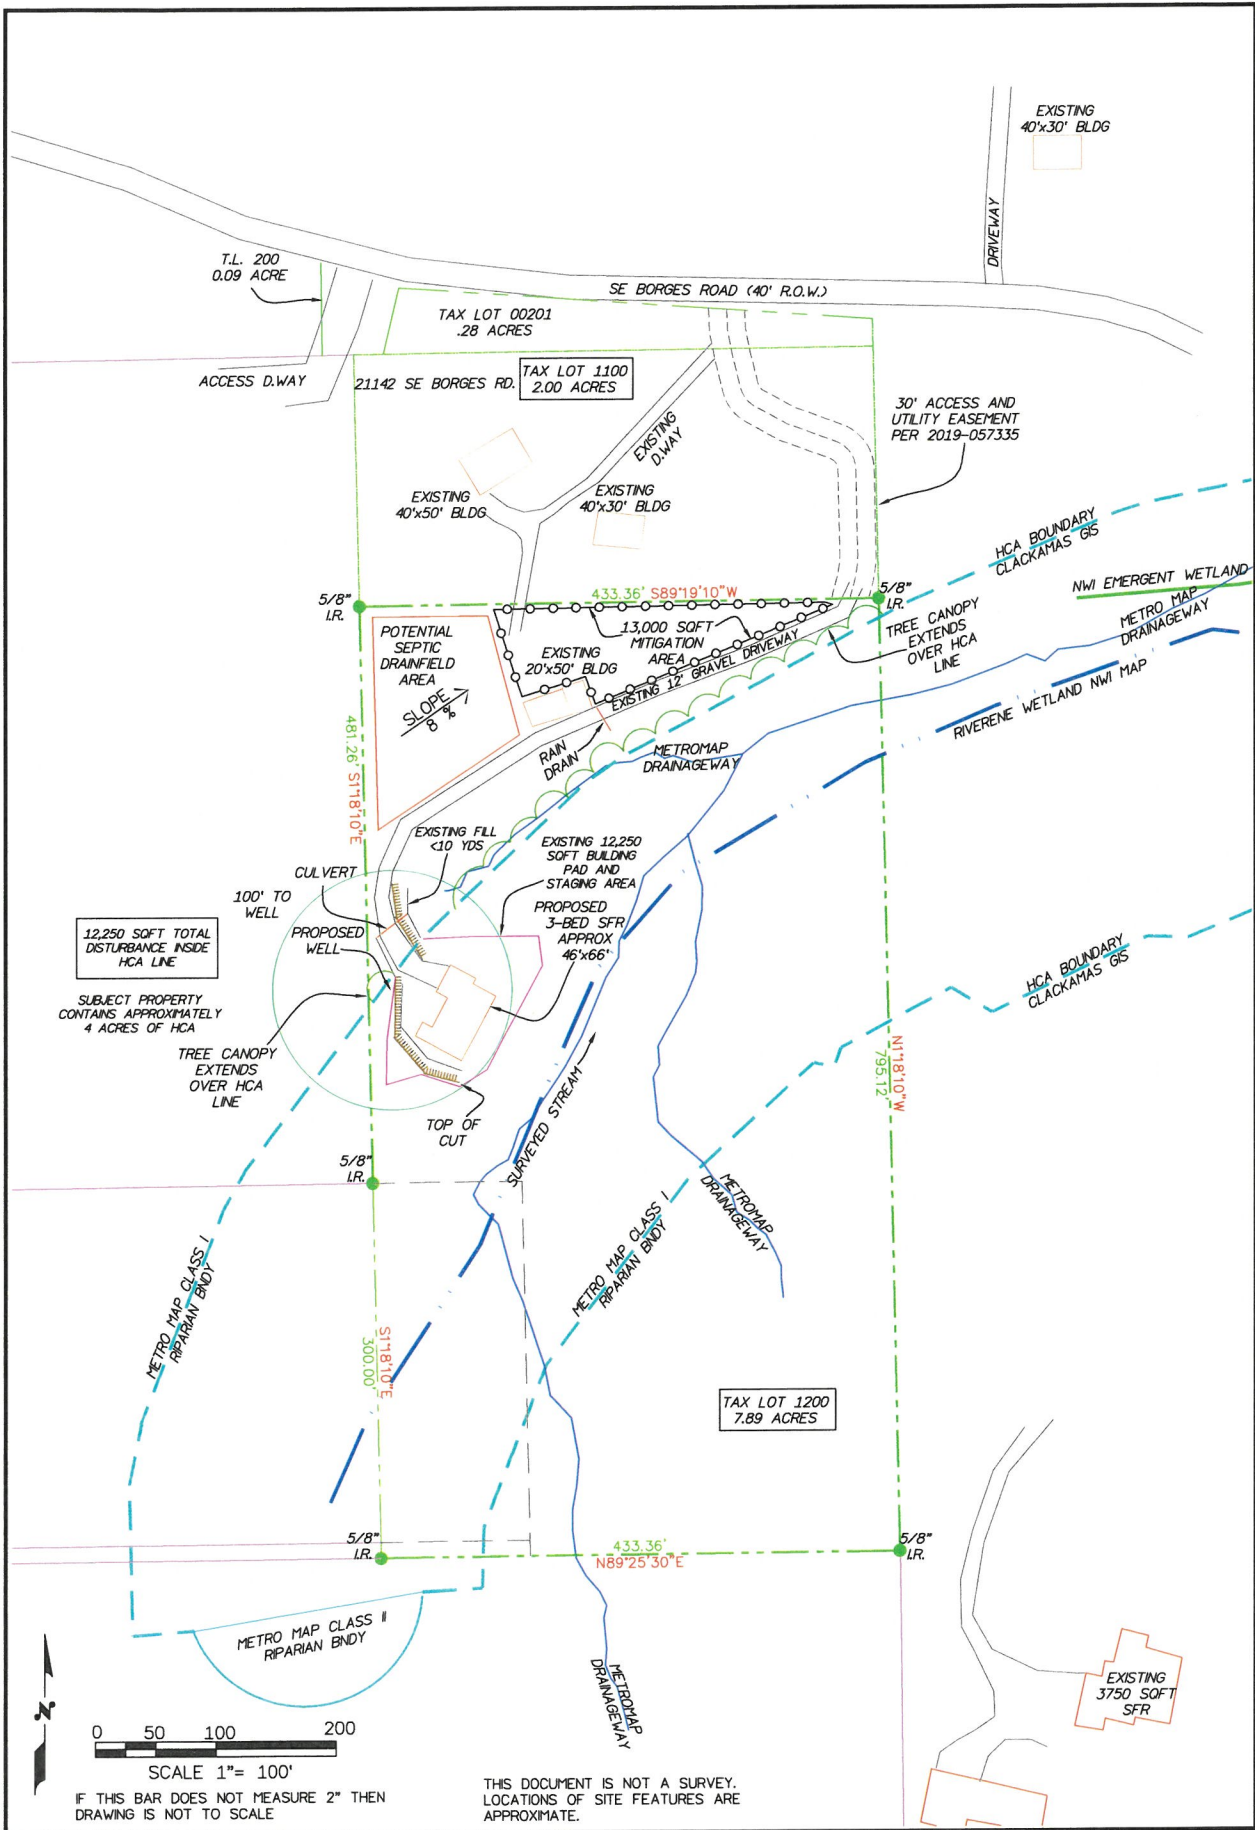 EXISTING
40'x30' BLDG
DRIVEWAY
T.L. 200
0.09 ACRE
SE BORGES ROAD (40' R.O.W.)
TAX LOT 00201
.28 ACRES
ACCESS D.WAY
21142 SE BORGES RD.
TAX LOT 1100
2.00 ACRES
30' ACCESS AND
UTILITY EASEMENT
PER 2019-057335
EXISTING
D.WAY
EXISTING
40'x50' BLDG
EXISTING
40'x30' BLDG
HCA BOUNDARY
CLACKAMAS GIS
NWI EMERGENT WETLAND
METRO MAP
DRAINAGEWAY
RIVERENE WETLAND NWI MAP
5/8"
I.R.
433.36' S89°19'10"W
5/8"
I.R.
TREE CANOPY
EXTENDS
OVER HCA
LINE
POTENTIAL
SEPTIC
DRAINFIELD
AREA
SLOPE
8 %
13,000 SQFT
MITIGATION
AREA
EXISTING
20'x50' BLDG
EXISTING 12' GRAVEL DRIVEWAY
RAIN
DRAIN
METROMAP
DRAINAGEWAY
481.26' S1°18'10"E
EXISTING FILL
<10 YDS
EXISTING 12,250
SQFT BUILDING
PAD AND
STAGING AREA
CULVERT
100' TO
WELL
PROPOSED
WELL
PROPOSED
3-BED SFR
APPROX
46'x66'
12,250 SQFT TOTAL
DISTURBANCE INSIDE
HCA LINE
SUBJECT PROPERTY
CONTAINS APPROXIMATELY
4 ACRES OF HCA
TREE CANOPY
EXTENDS
OVER HCA
LINE
TOP OF
CUT
SURVEYED STREAM
HCA BOUNDARY
CLACKAMAS GIS
N1°18'10"W
795.12'
5/8"
I.R.
METROMAP
DRAINAGEWAY
METRO MAP CLASS I
RIPARIAN BNDY
METRO MAP CLASS I
RIPARIAN BNDY
S1°18'10"E
300.00'
TAX LOT 1200
7.89 ACRES
5/8"
I.R.
433.36'
N89°25'30"E
5/8"
I.R.
METRO MAP CLASS II
RIPARIAN BNDY
METROMAP
DRAINAGEWAY
EXISTING
3750 SQFT
SFR
N
0 50 100 200
SCALE 1"= 100'
IF THIS BAR DOES NOT MEASURE 2" THEN
DRAWING IS NOT TO SCALE
THIS DOCUMENT IS NOT A SURVEY.
LOCATIONS OF SITE FEATURES ARE
APPROXIMATE.